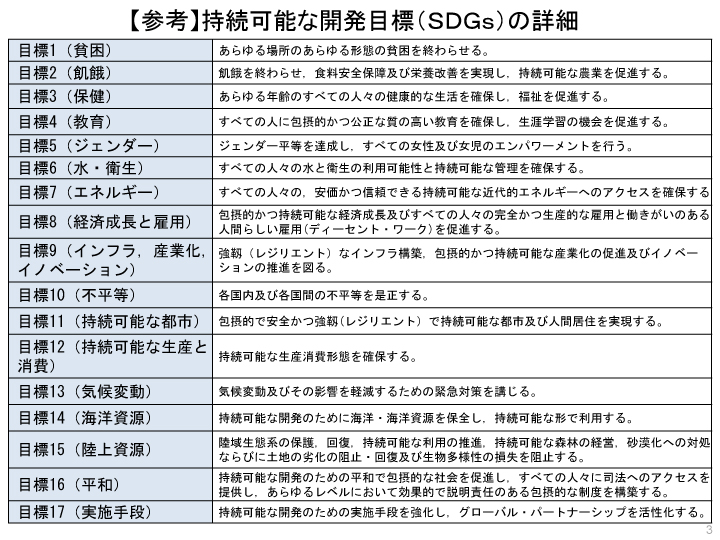 【参考】持続可能な開発目標(SDGs)の詳細
目標1(貧困) あらゆる場所のあらゆる形態の貧困を終わらせる。
目標2(飢餓) 飢餓を終わらせ,食料安全保障及び栄養改善を実現し,持続可能な農業を促進する。
目標3(保健) あらゆる年齢のすべての人々の健康的な生活を確保し,福祉を促進する。
目標4(教育) すべての人に包摂的かつ公正な質の高い教育を確保し,生涯学習の機会を促進する。
目標5(ジェンダー) ジェンダー平等を達成し,すべての女性及び女児のエンパワーメントを行う。
目標6(水・衛生) すべての人々の水と衛生の利用可能性と持続可能な管理を確保する。
目標7(エネルギー) すべての人々の,安価かつ信頼できる持続可能な近代的エネルギーへのアクセスを確保する
目標8(経済成長と雇用) 包摂的かつ持続可能な経済成長及びすべての人々の完全かつ生産的な雇用と働きがいのある
人間らしい雇用(ディーセント・ワーク)を促進する。
目標9(インフラ,産業化,
イノベーション)
強靱(レジリエント)なインフラ構築,包摂的かつ持続可能な産業化の促進及びイノベー
ションの推進を図る。
目標10(不平等) 各国内及び各国間の不平等を是正する。
目標11(持続可能な都市) 包摂的で安全かつ強靱(レジリエント)で持続可能な都市及び人間居住を実現する。
目標12(持続可能な生産と
消費)
持続可能な生産消費形態を確保する。
目標13(気候変動) 気候変動及びその影響を軽減するための緊急対策を講じる。
目標14(海洋資源) 持続可能な開発のために海洋・海洋資源を保全し,持続可能な形で利用する。
目標15(陸上資源) 陸域生態系の保護,回復,持続可能な利用の推進,持続可能な森林の経営,砂漠化への対処
ならびに土地の劣化の阻止・回復及び生物多様性の損失を阻止する。
目標16(平和) 持続可能な開発のための平和で包摂的な社会を促進し,すべての人々に司法へのアクセスを
提供し,あらゆるレベルにおいて効果的で説明責任のある包摂的な制度を構築する。
目標17(実施手段) 持続可能な開発のための実施手段を強化し,グローバル・パートナーシップを活性化する。
3